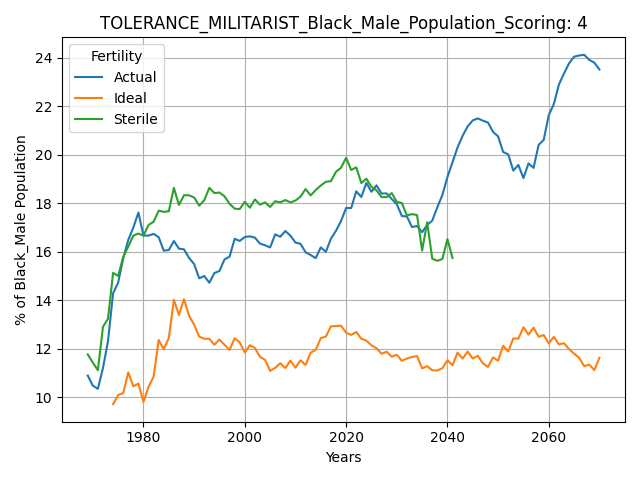 TOLERANCE_MILITARIST_Black_Male_Population_Scoring: 4
Fertility
Actual
Ideal
Sterile
% of Black_Male Population
24
22
20
18
16
14
12
10
1980
2000
2020
2040
2060
Years